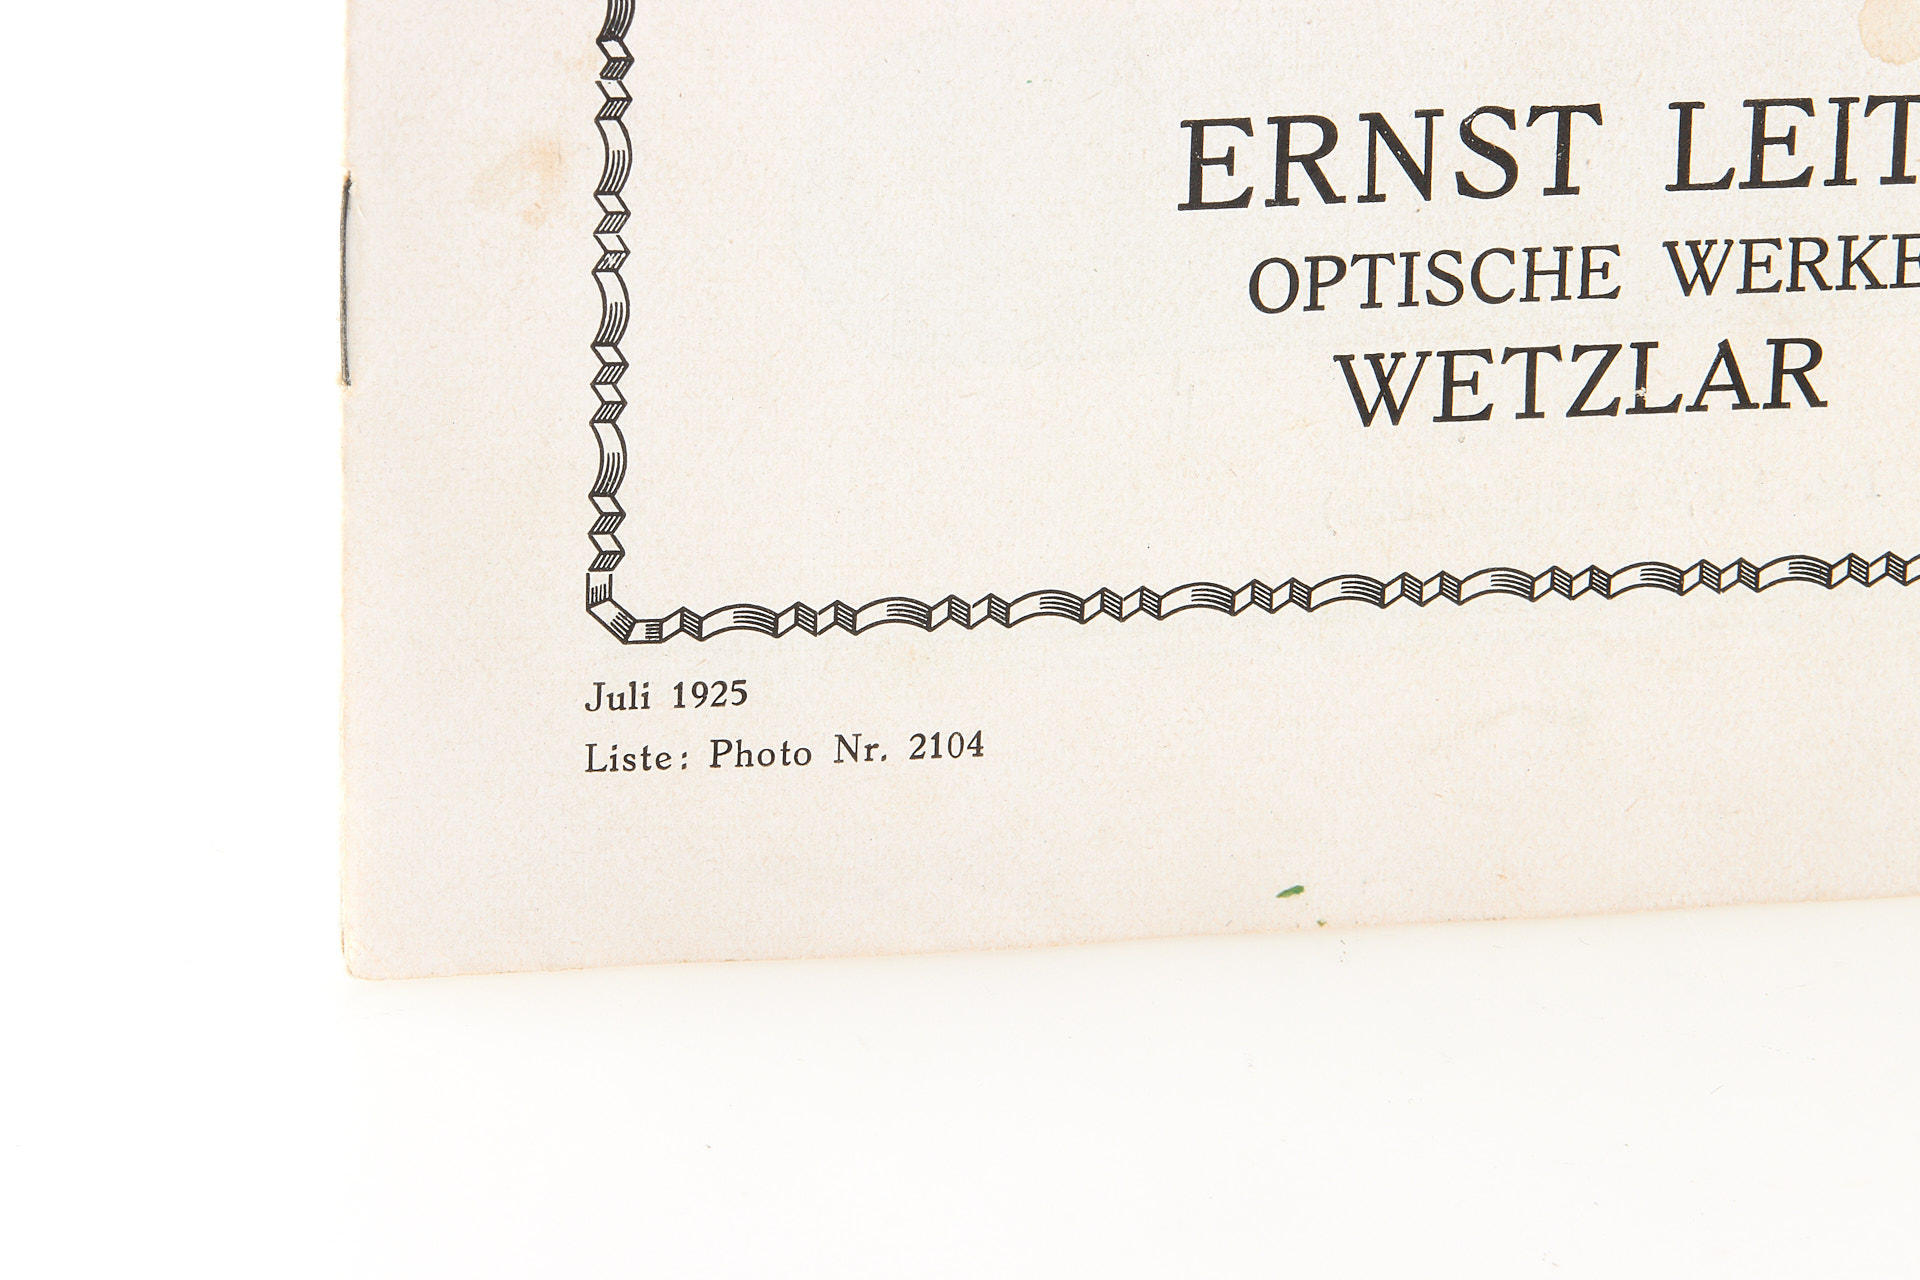 ERNST LEIT
OPTISCHE WERKE
WETZLAR
Juli 1925
Liste: Photo Nr. 2104